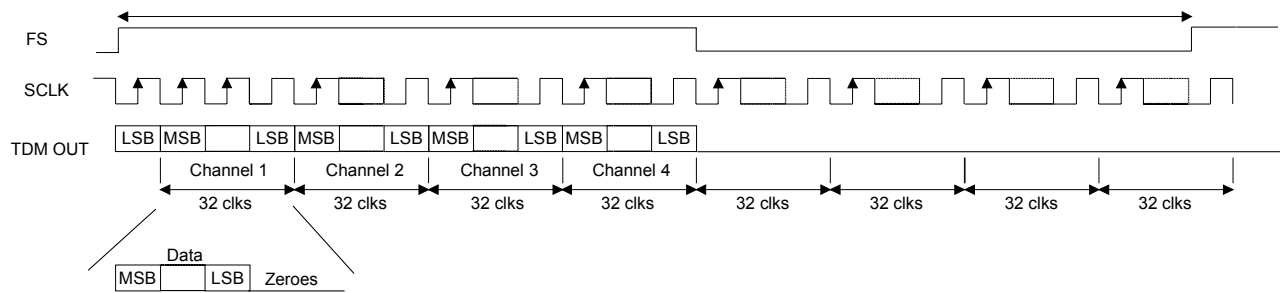 FS
SCLK
TDM OUT
LSB MSB LSB MSB LSB MSB LSB MSB LSB
Channel 1 Channel 2 Channel 3 Channel 4
32 clks 32 clks 32 clks 32 clks 32 clks 32 clks 32 clks 32 clks
Data
MSB LSB Zeroes